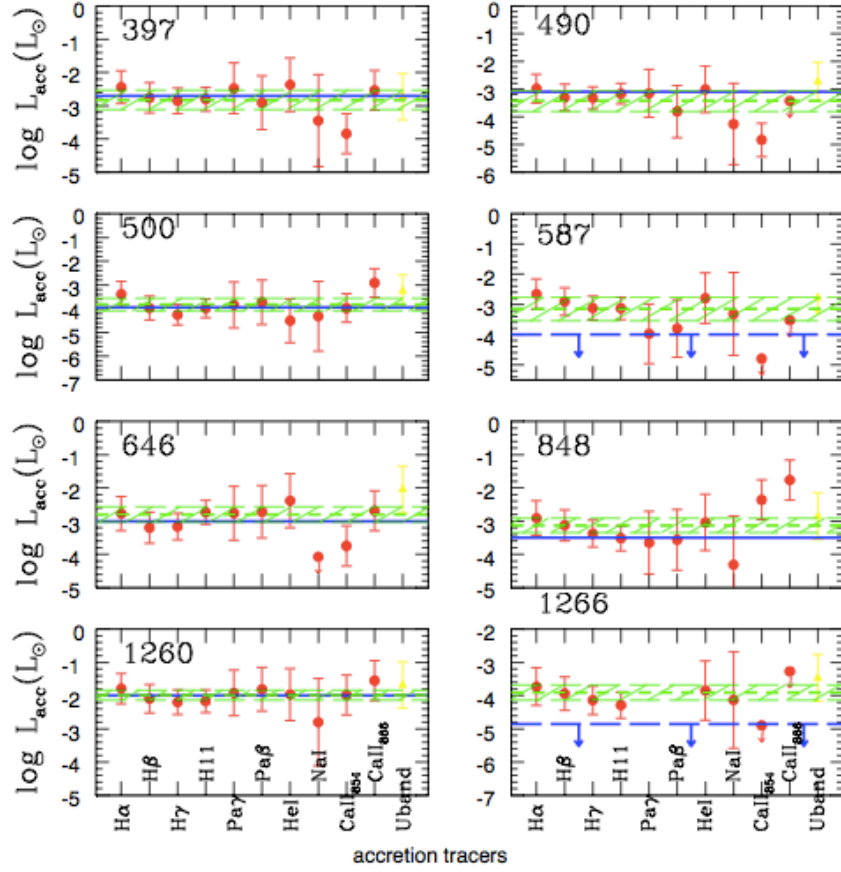 397
490
0
-1
-2
-3
-4
-5
log L_acc(L_⊙)
0
-1
-2
-3
-4
-5
-6
500
587
0
-1
-2
-3
-4
-5
-6
-7
log L_acc(L_⊙)
0
-1
-2
-3
-4
-5
646
848
0
-1
-2
-3
-4
-5
log L_acc(L_⊙)
0
-1
-2
-3
-4
-5
1260
1266
0
-1
-2
-3
-4
-5
log L_acc(L_⊙)
-2
-3
-4
-5
-6
-7
Hα
Hβ
Hγ
H11
Paγ
Paβ
HeI
NaI
CaII854
CaII866
Uband
Hα
Hβ
Hγ
H11
Paγ
Paβ
HeI
NaI
CaII854
CaII866
Uband
accretion tracers